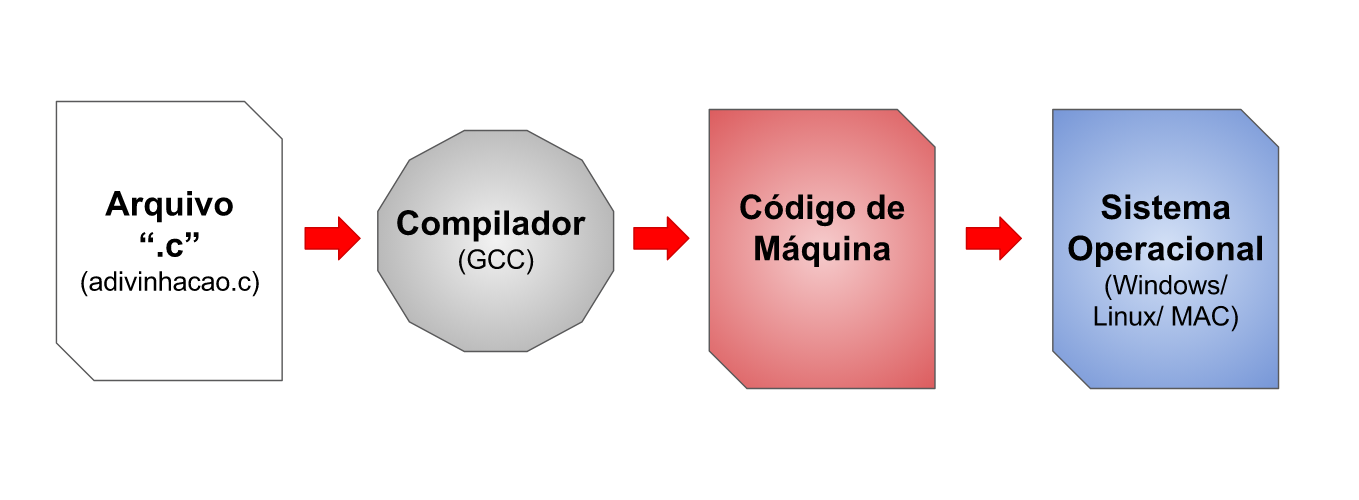 Arquivo
“.c”
(adivinhacao.c)
Compilador
(GCC)
Código de
Máquina
Sistema
Operacional
(Windows/
Linux/ MAC)